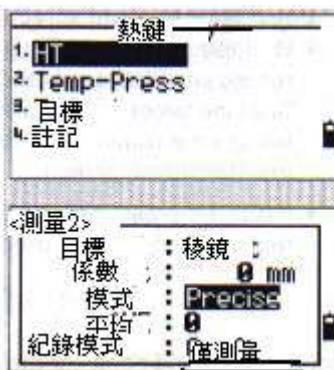 熱鍵
1. HT
2. Temp-Press
3. 目標
4. 註記
<測量2>
目標 : 稜鏡
係數 : 0 mm
模式 : Precise
平均 : 0
紀錄模式 : 僅測量